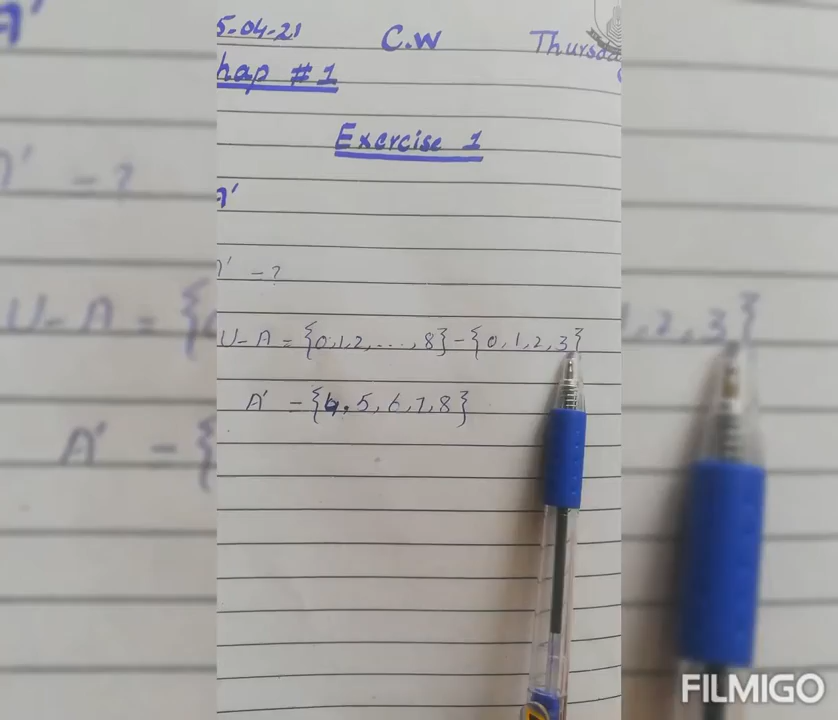 5-04-21 C.W Thursda
hap # 1
Exercise 1
A'
A' - ?
U - A = {0,1,2, ..., 8} - {0,1,2,3}
A' = {4,5,6,7,8}
FILMIGO